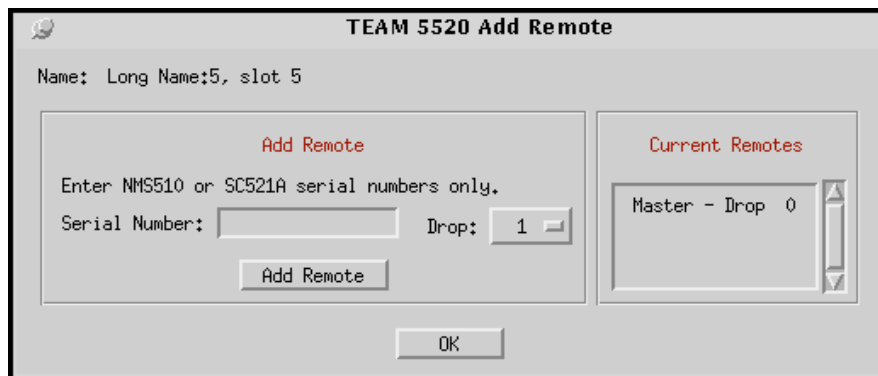 TEAM 5520 Add Remote
Name: Long Name:5, slot 5
Add Remote
Enter NMS510 or SC521A serial numbers only.
Serial Number:
Drop: 1
Add Remote
Current Remotes
Master - Drop 0
OK